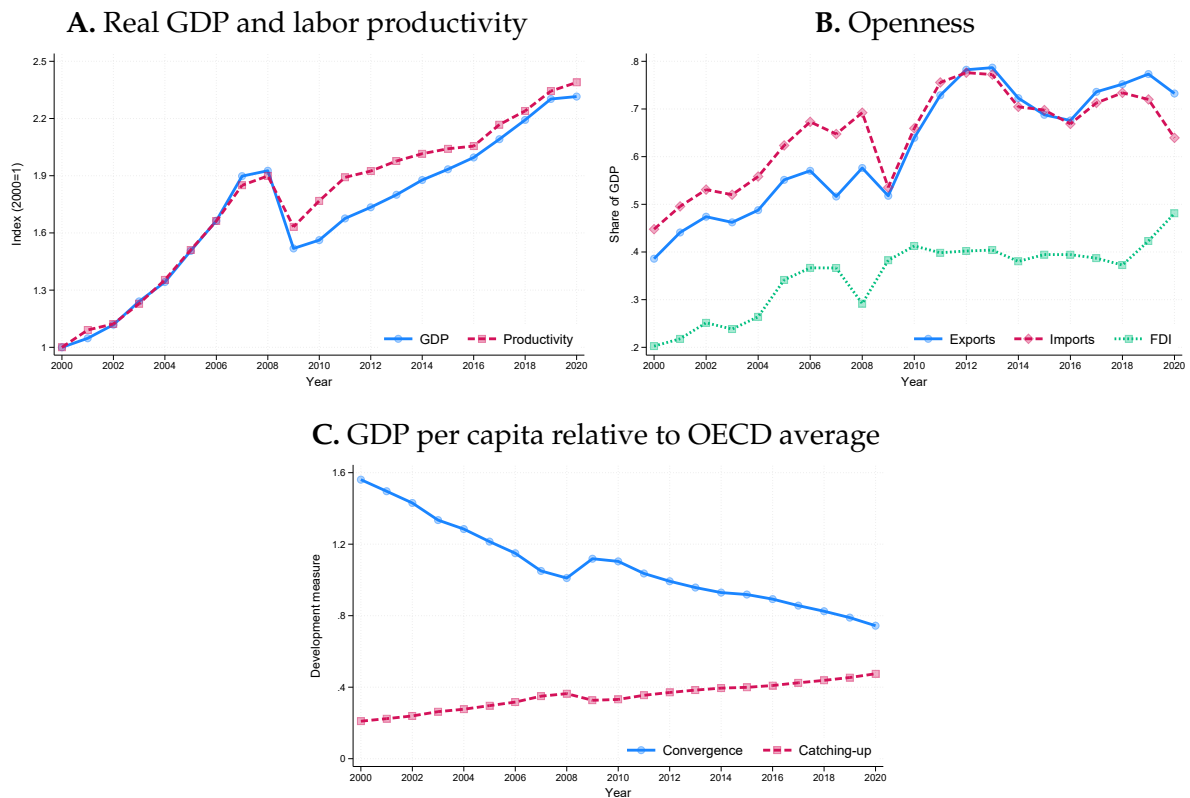 A. Real GDP and labor productivity
2.5
2.2
1.9
1.6
1.3
1
Index (2000=1)
2000 2002 2004 2006 2008 2010 2012 2014 2016 2018 2020
Year
GDP Productivity
B. Openness
.8
.7
.6
.5
.4
.3
.2
Share of GDP
2000 2002 2004 2006 2008 2010 2012 2014 2016 2018 2020
Year
Exports Imports FDI
C. GDP per capita relative to OECD average
1.6
1.2
.8
.4
0
Development measure
2000 2002 2004 2006 2008 2010 2012 2014 2016 2018 2020
Year
Convergence Catching-up